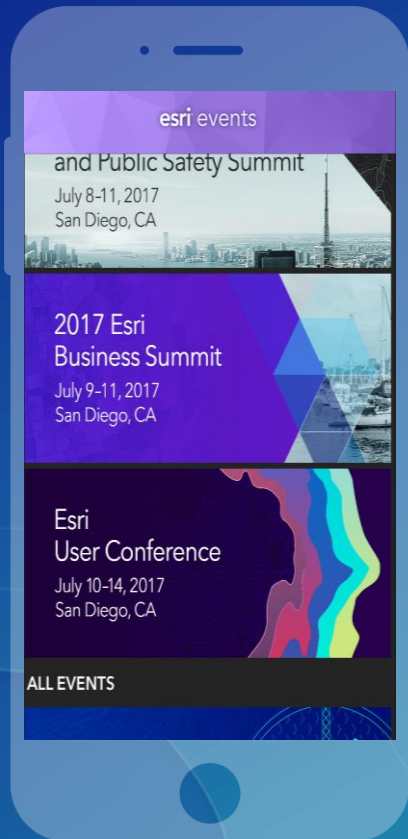 esri events
and Public Safety Summit
July 8-11, 2017
San Diego, CA
2017 Esri
Business Summit
July 9-11, 2017
San Diego, CA
Esri
User Conference
July 10-14, 2017
San Diego, CA
ALL EVENTS